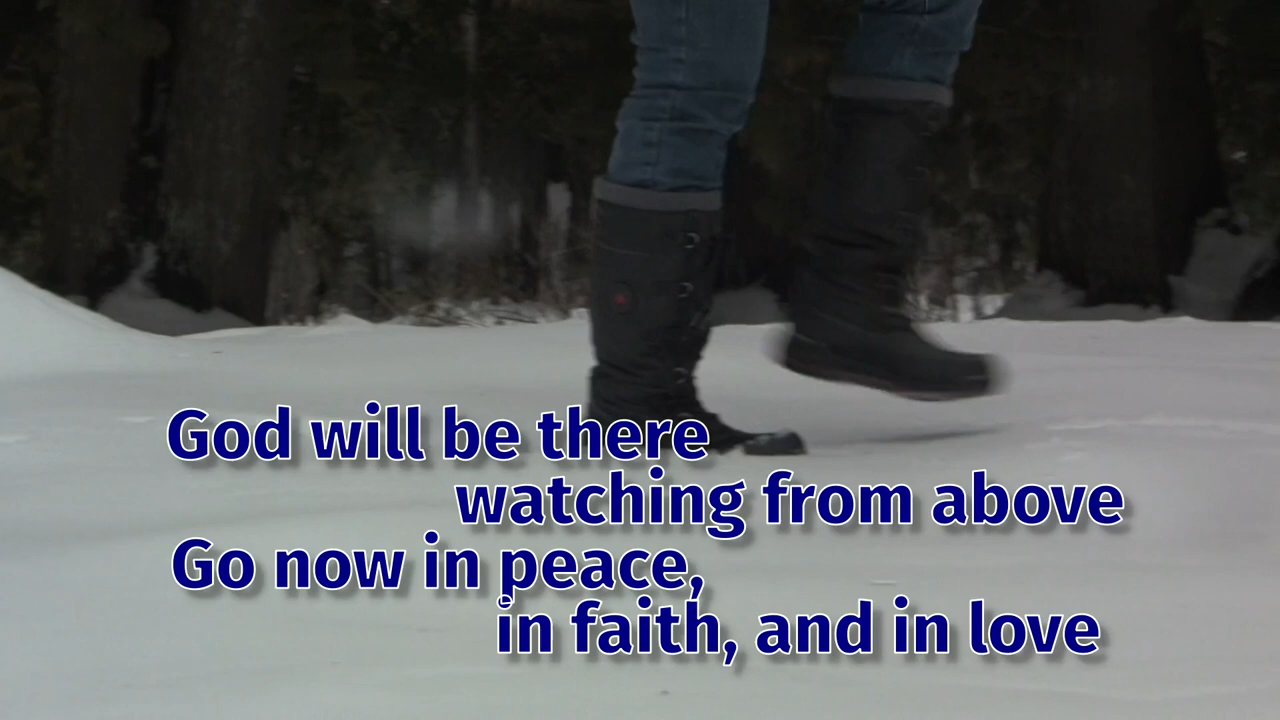 God will be there
watching from above
Go now in peace,
in faith, and in love